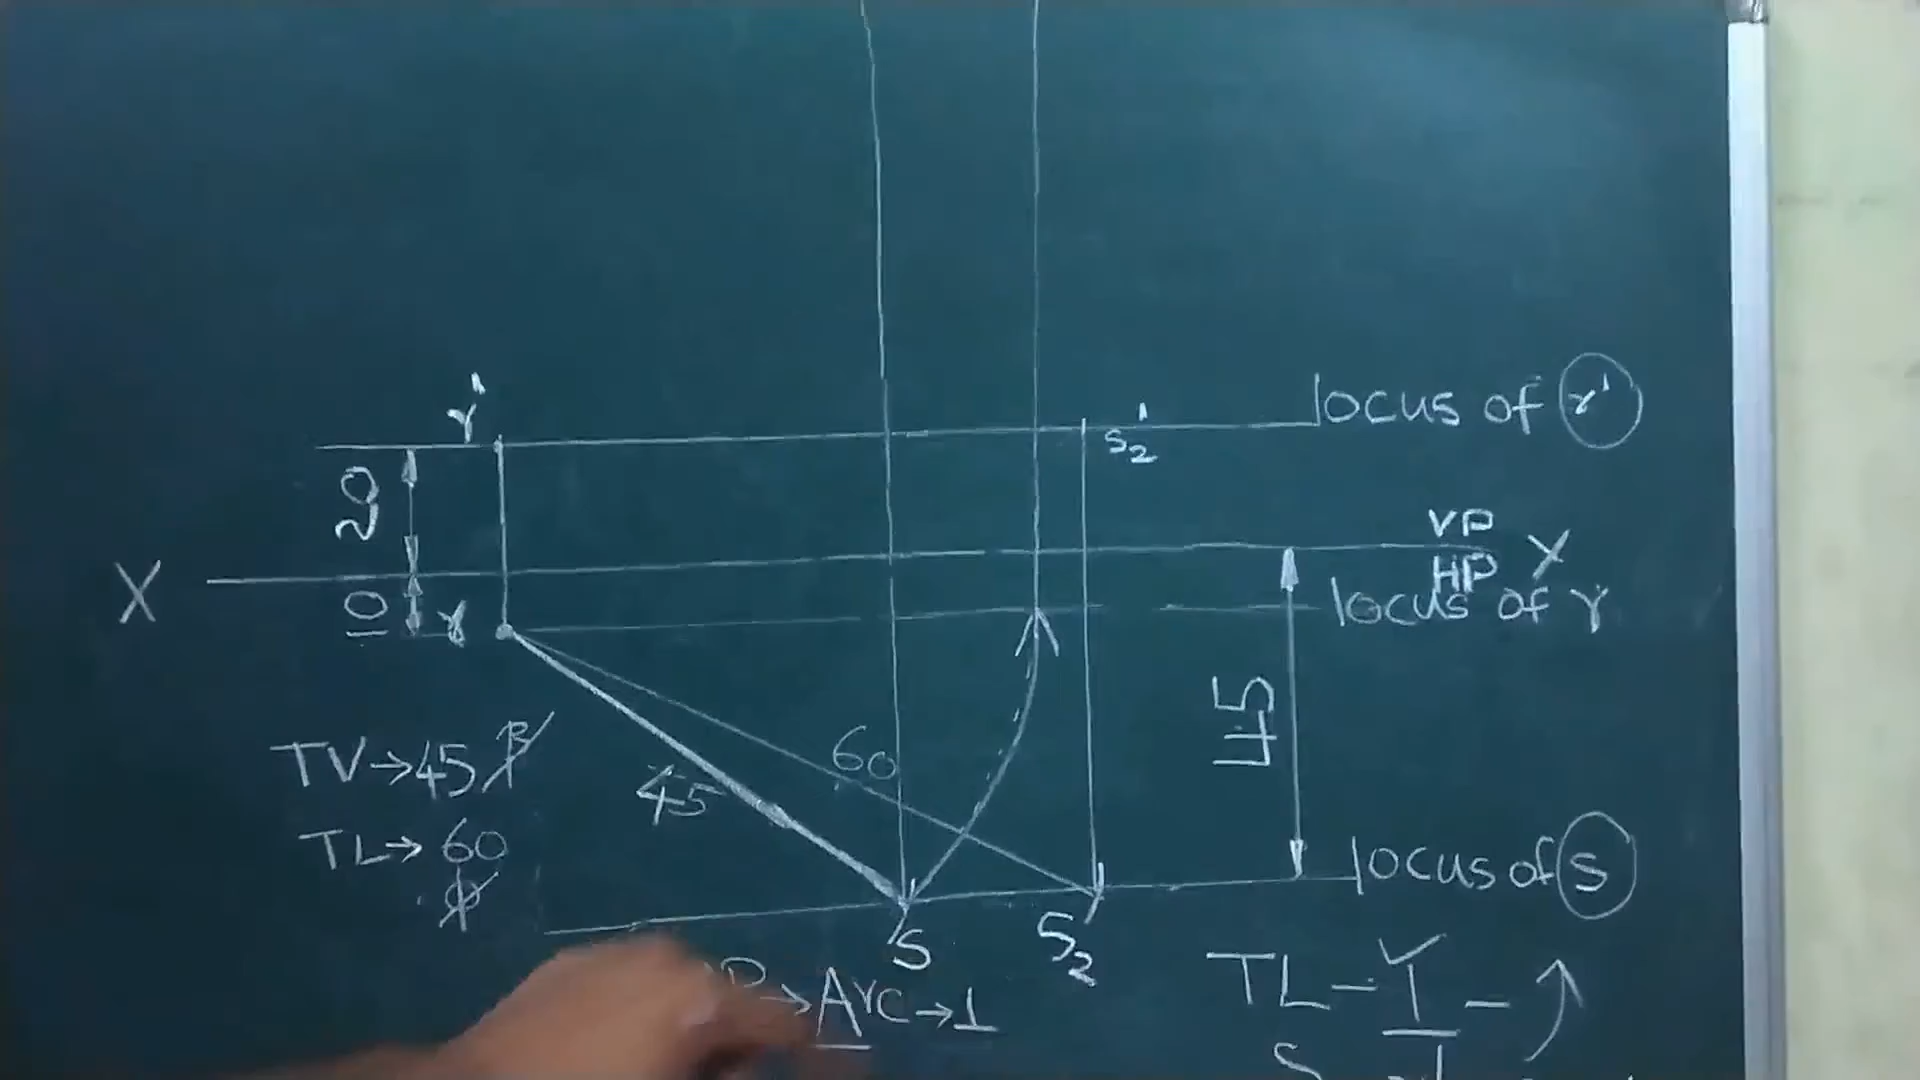 r' locus of r'
s2'
20
VP
X X
HP
10 r locus of r
45
TV→45
60
45
TL→ 60
locus of s
s s2
→Arc→⊥
TL–